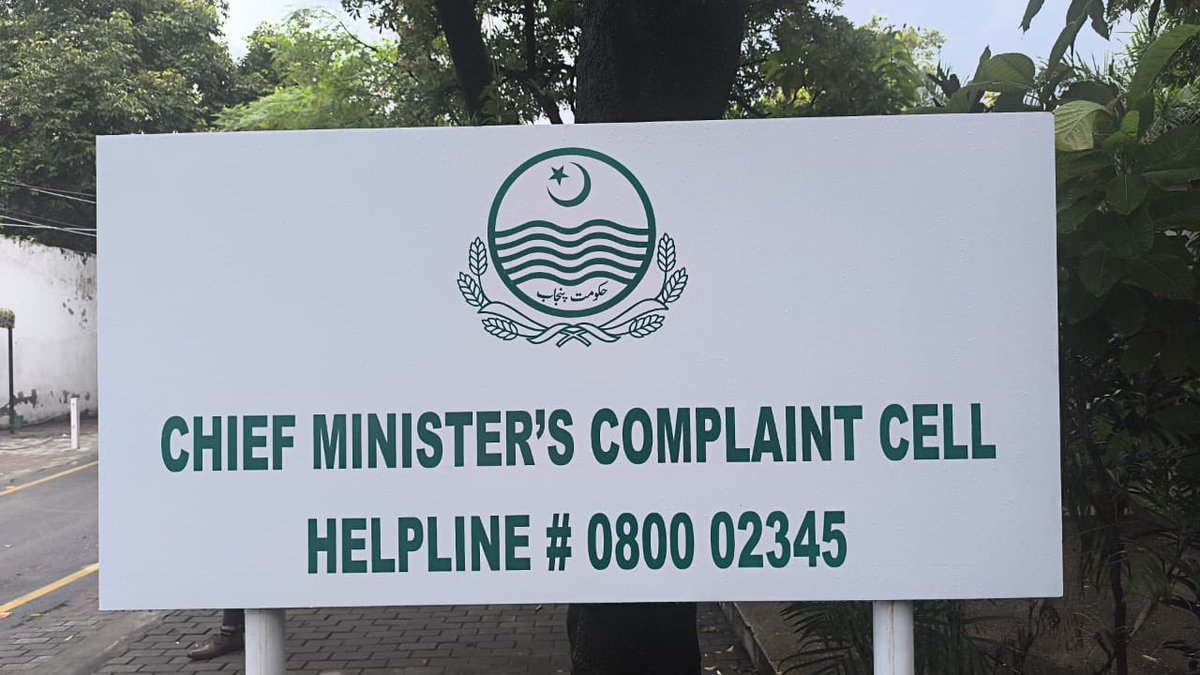 حکومت پنجاب
CHIEF MINISTER'S COMPLAINT CELL
HELPLINE # 0800 02345